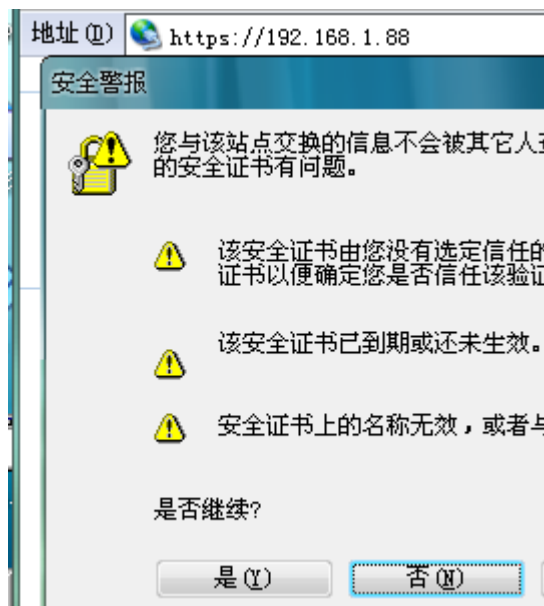 地址(D) https://192.168.1.88
安全警报
您与该站点交换的信息不会被其它人
的安全证书有问题。
该安全证书由您没有选定信任的
证书以便确定您是否信任该验证
该安全证书已到期或还未生效。
安全证书上的名称无效，或者与
是否继续?
是(Y) 否(N)